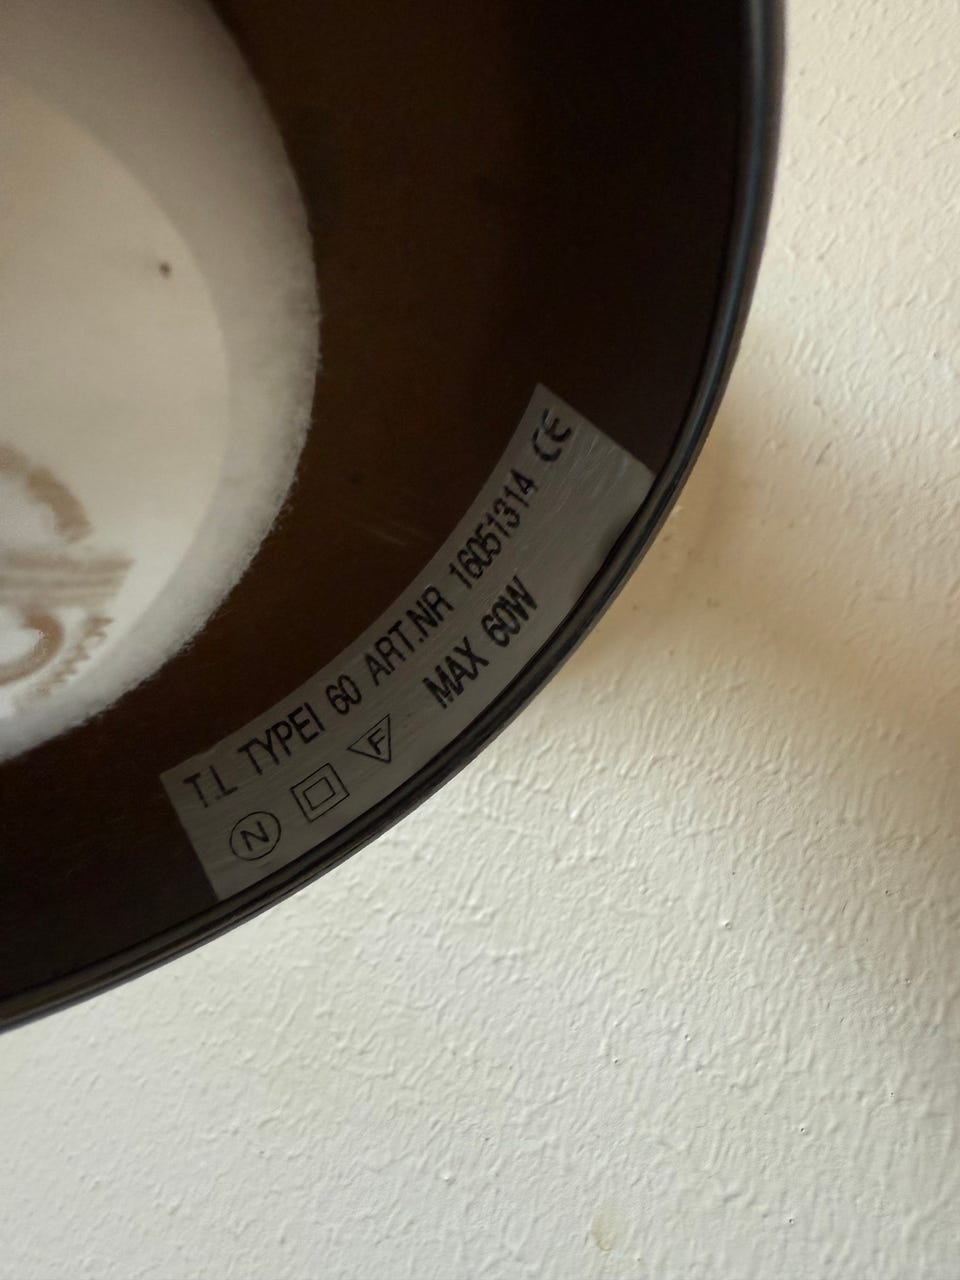 T.L TYPEI 60 ART.NR 16051314 CE
N F MAX 60W